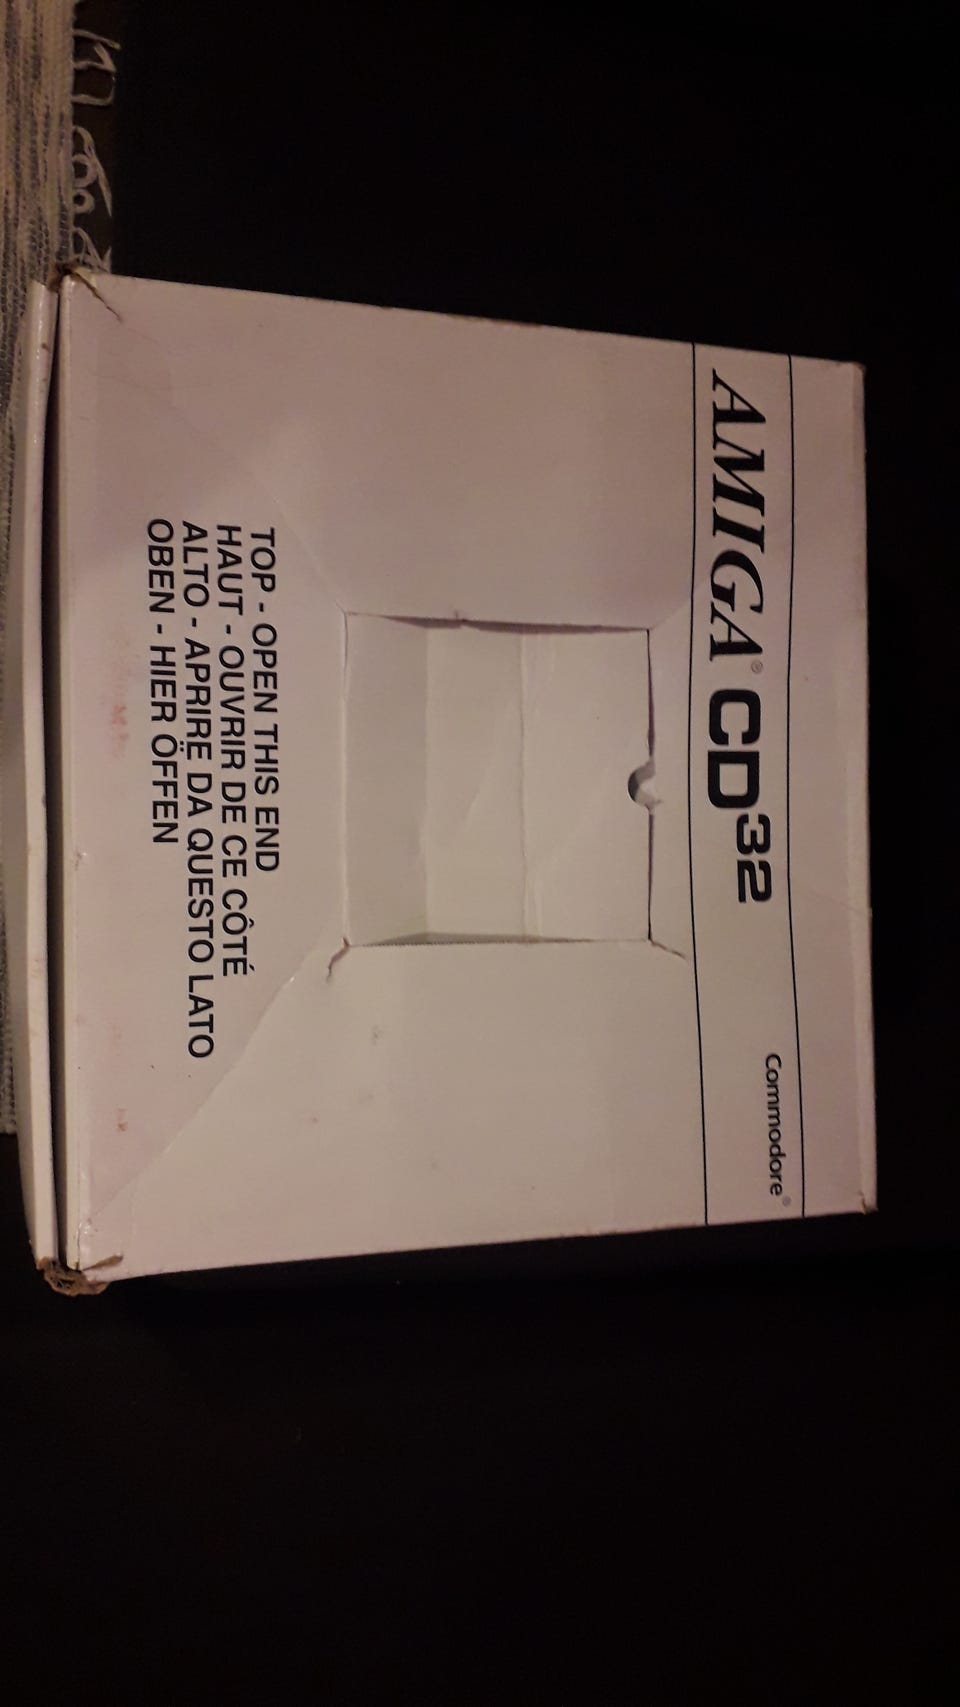 AMIGA® CD³²
Commodore®
TOP - OPEN THIS END
HAUT - OUVRIR DE CE CÔTÉ
ALTO - APRIRE DA QUESTO LATO
OBEN - HIER ÖFFEN